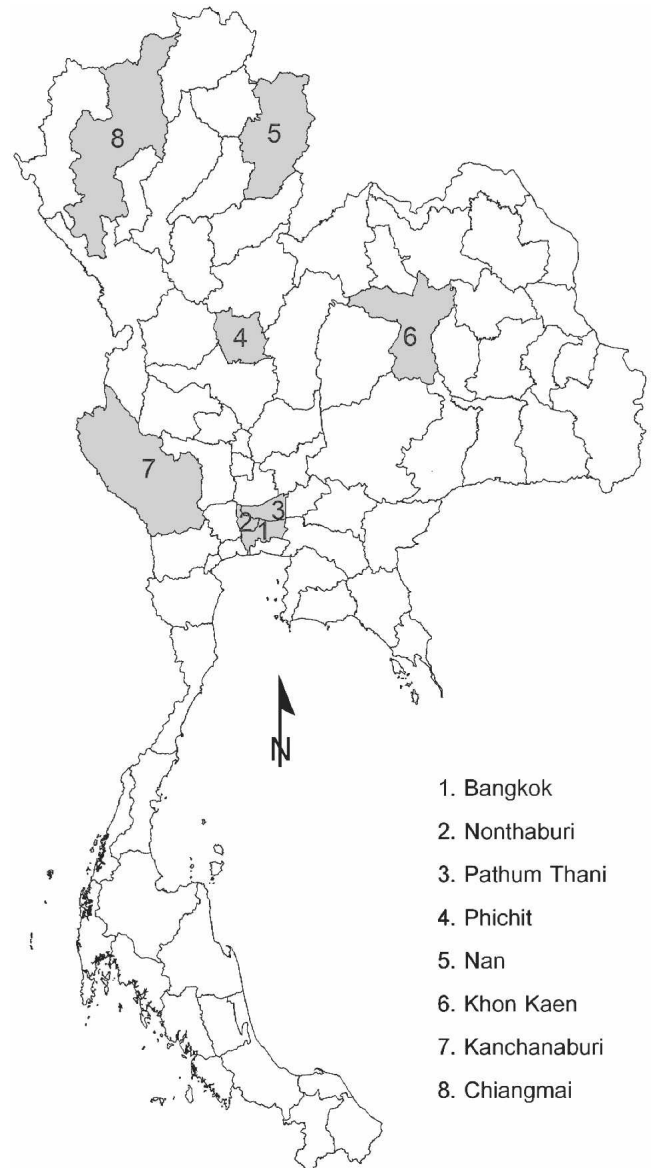 8
5
4
6
7
3
2
1
N
1. Bangkok
2. Nonthaburi
3. Pathum Thani
4. Phichit
5. Nan
6. Khon Kaen
7. Kanchanaburi
8. Chiangmai